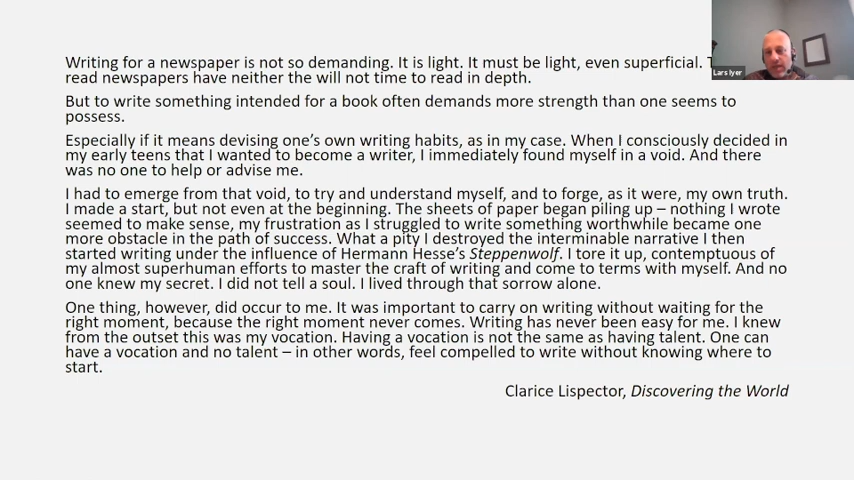 Writing for a newspaper is not so demanding. It is light. It must be light, even superficial.
read newspapers have neither the will not time to read in depth.
But to write something intended for a book often demands more strength than one seems to
possess.
Especially if it means devising one's own writing habits, as in my case. When I consciously decided in
my early teens that I wanted to become a writer, I immediately found myself in a void. And there
was no one to help or advise me.
I had to emerge from that void, to try and understand myself, and to forge, as it were, my own truth.
I made a start, but not even at the beginning. The sheets of paper began piling up – nothing I wrote
seemed to make sense, my frustration as I struggled to write something worthwhile became one
more obstacle in the path of success. What a pity I destroyed the interminable narrative I then
started writing under the influence of Hermann Hesse's Steppenwolf. I tore it up, contemptuous of
my almost superhuman efforts to master the craft of writing and come to terms with myself. And no
one knew my secret. I did not tell a soul. I lived through that sorrow alone.
One thing, however, did occur to me. It was important to carry on writing without waiting for the
right moment, because the right moment never comes. Writing has never been easy for me. I knew
from the outset this was my vocation. Having a vocation is not the same as having talent. One can
have a vocation and no talent – in other words, feel compelled to write without knowing where to
start.
Clarice Lispector, Discovering the World
Lars Iyer